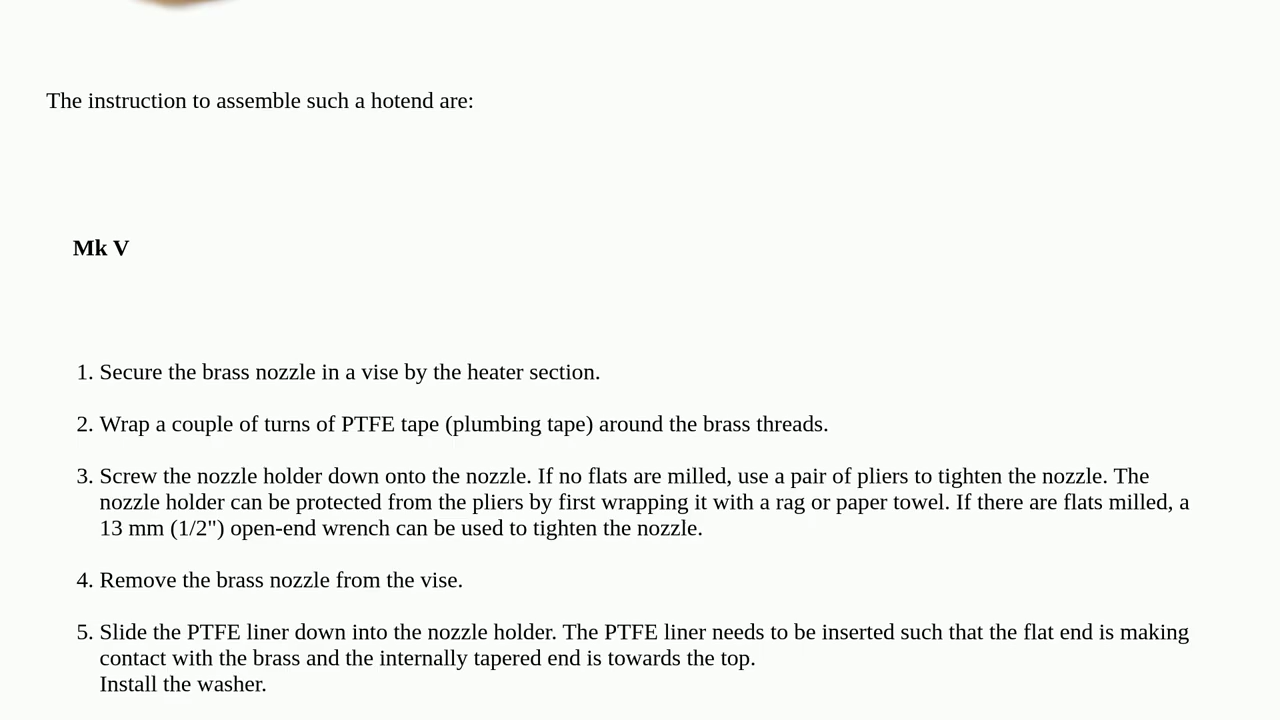 The instruction to assemble such a hotend are:
Mk V
1. Secure the brass nozzle in a vise by the heater section.
2. Wrap a couple of turns of PTFE tape (plumbing tape) around the brass threads.
3. Screw the nozzle holder down onto the nozzle. If no flats are milled, use a pair of pliers to tighten the nozzle. The
nozzle holder can be protected from the pliers by first wrapping it with a rag or paper towel. If there are flats milled, a
13 mm (1/2") open-end wrench can be used to tighten the nozzle.
4. Remove the brass nozzle from the vise.
5. Slide the PTFE liner down into the nozzle holder. The PTFE liner needs to be inserted such that the flat end is making
contact with the brass and the internally tapered end is towards the top.
Install the washer.